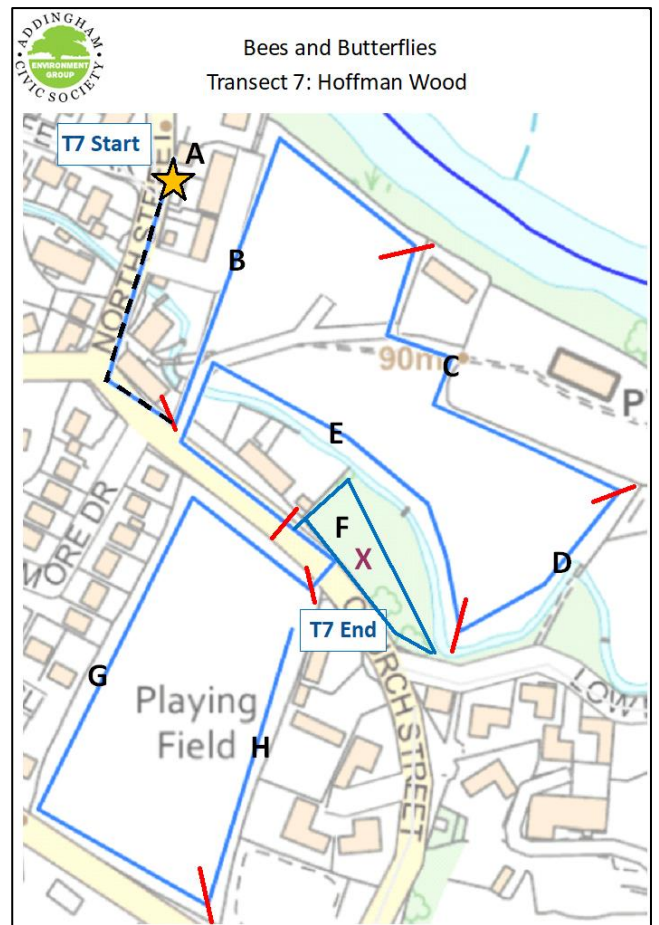 ADDINGHAM
CIVIC SOCIETY
ENVIRONMENT
GROUP
Bees and Butterflies
Transect 7: Hoffman Wood
T7 Start
A
B
NORTH STREE
90m
C
P
E
MORE DR
F
X
D
T7 End
LOW
G
Playing
Field
H
CHURCH STREET